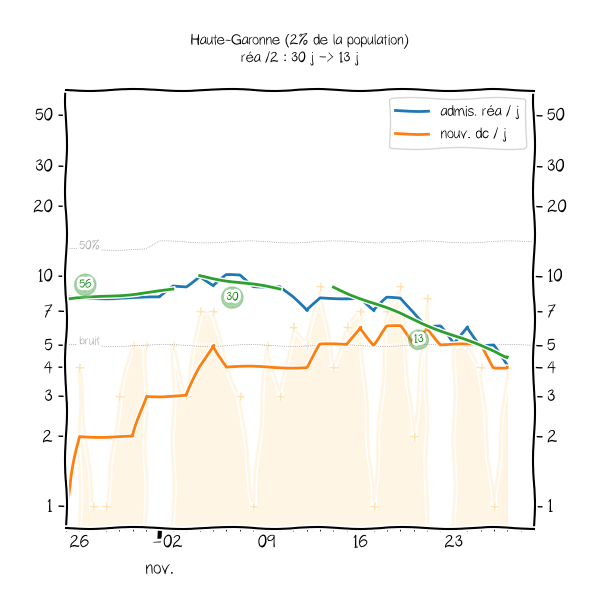 Haute-Garonne (2% de la population)
réa /2 : 30 j -> 13 j
admis. réa / j
nouv. dc / j
50 50
30 30
20 20
50%
10 10
56
30
7 7
13
bruit
5 5
4 4
3 3
2 2
1 1
26 02 09 16 23
nov.